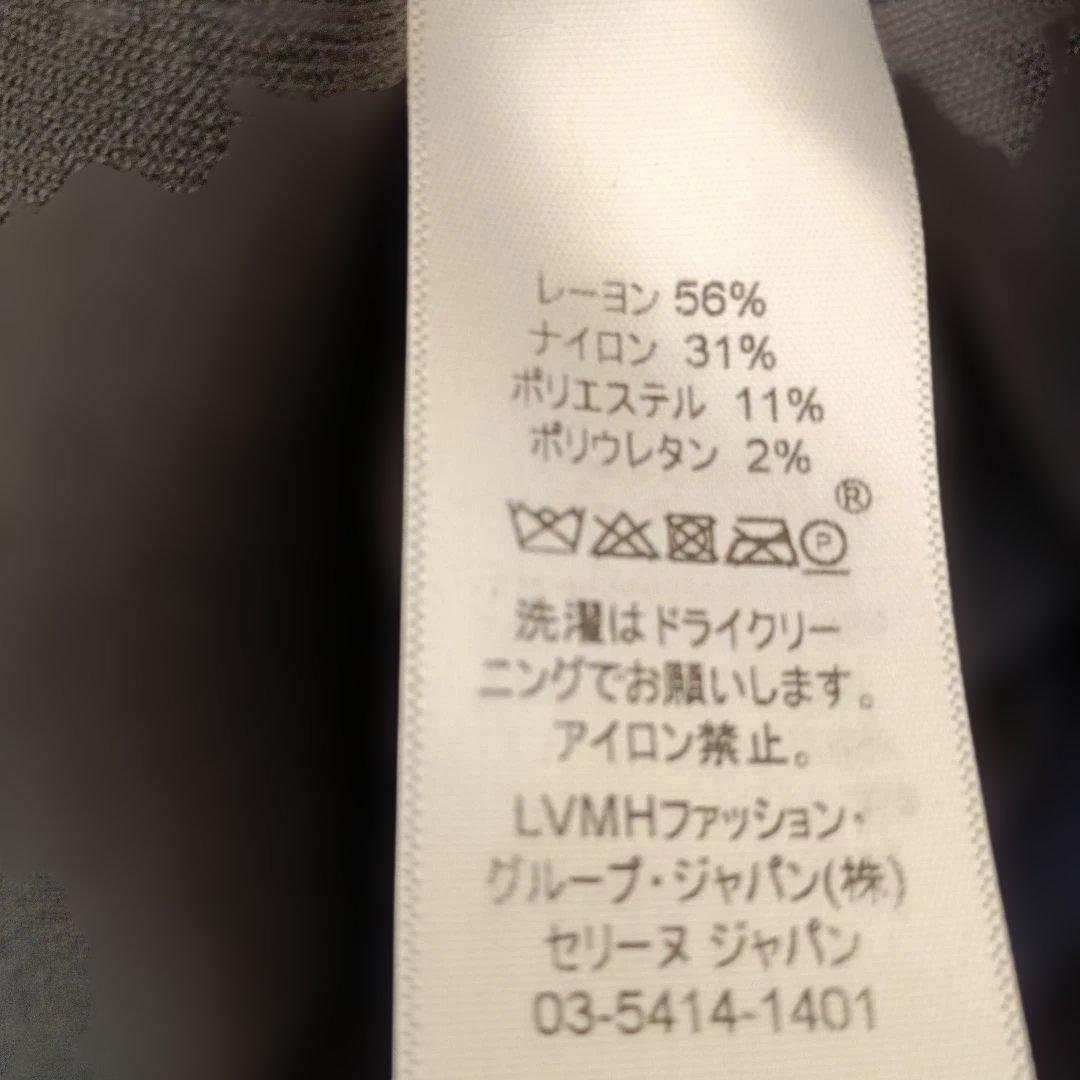 レーヨン 56%
ナイロン 31%
ポリエステル 11%
ポリウレタン 2%
®
P
洗濯はドライクリー
ニングでお願いします。
アイロン禁止。
LVMHファッション・
グループ・ジャパン(株)
セリーヌ ジャパン
03-5414-1401